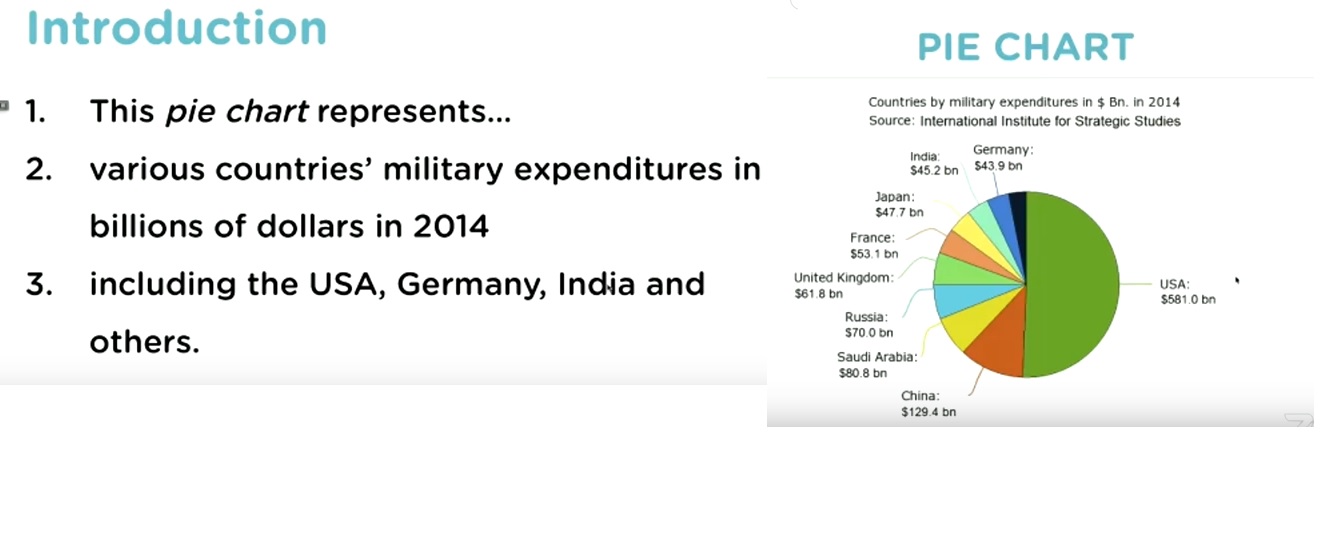 Introduction
1. This pie chart represents...
2. various countries’ military expenditures in
billions of dollars in 2014
3. including the USA, Germany, India and
others.
PIE CHART
Countries by military expenditures in $ Bn. in 2014
Source: International Institute for Strategic Studies
Germany:
$43.9 bn
India:
$45.2 bn
Japan:
$47.7 bn
France:
$53.1 bn
United Kingdom:
$61.8 bn
Russia:
$70.0 bn
Saudi Arabia:
$80.8 bn
China:
$129.4 bn
USA:
$581.0 bn